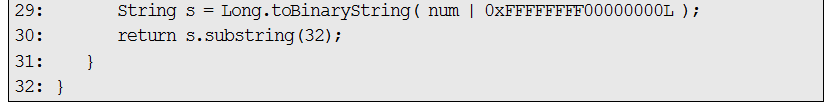 29:        String s = Long.toBinaryString( num | 0xFFFFFFFF00000000L );
30:        return s.substring(32);
31:    }
32: }